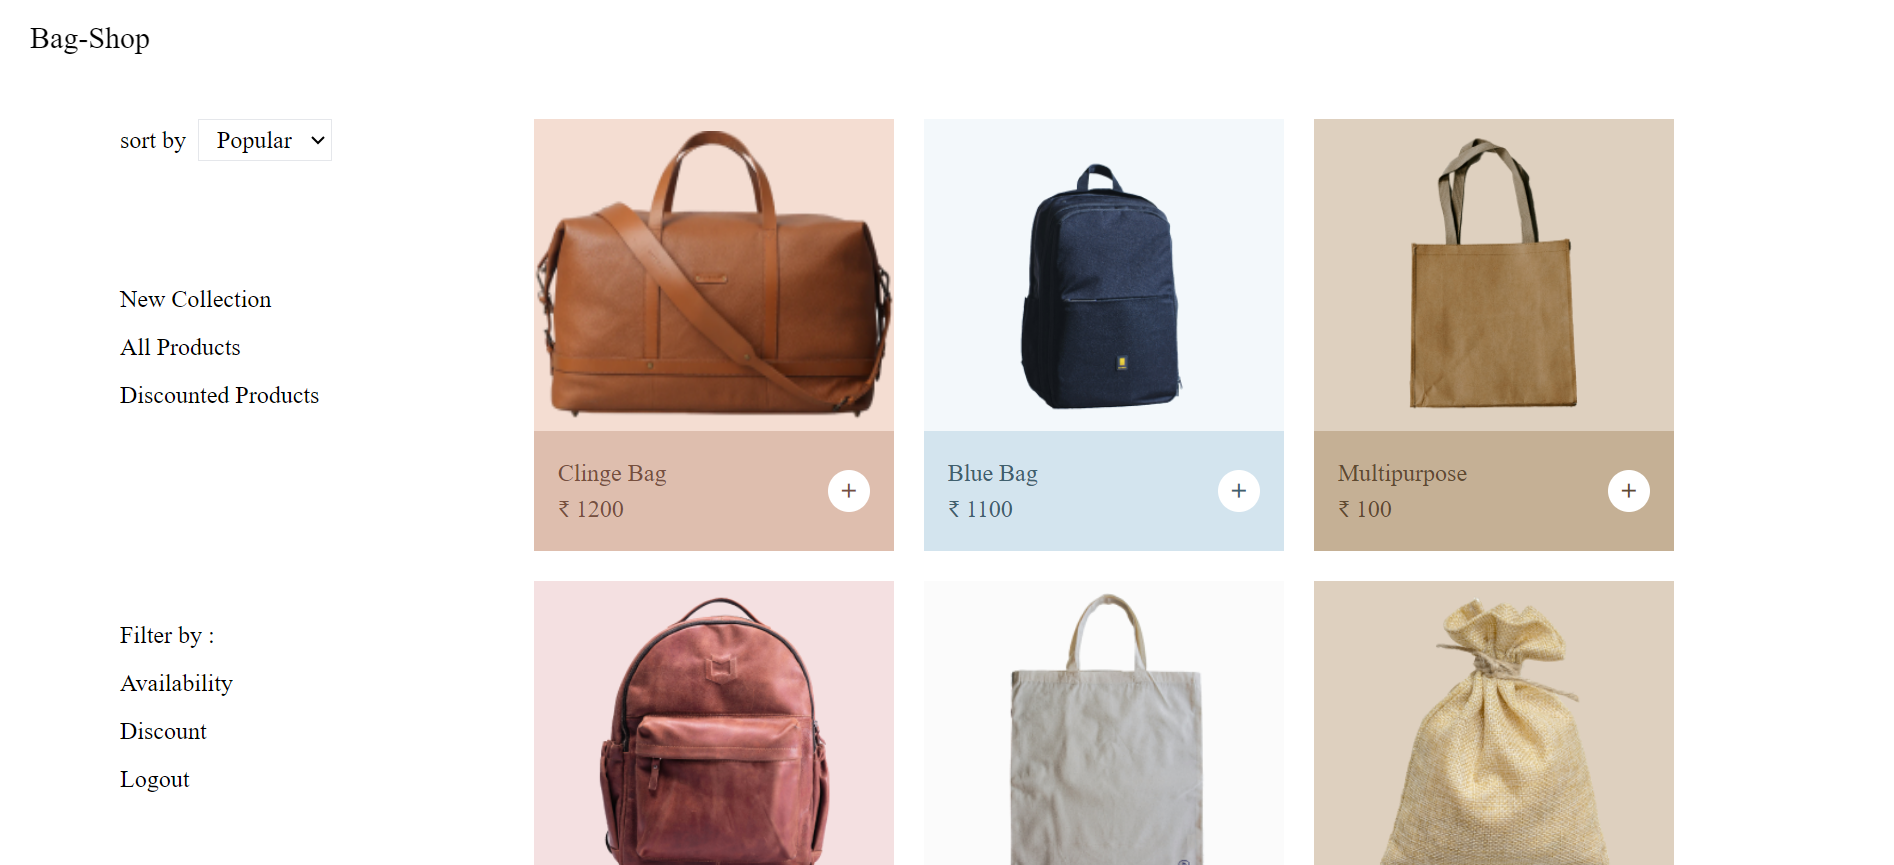 Bag-Shop
sort by
Popular
New Collection
All Products
Discounted Products
Filter by :
Availability
Discount
Logout
Clinge Bag
₹ 1200
+
Blue Bag
₹ 1100
+
Multipurpose
₹ 100
+